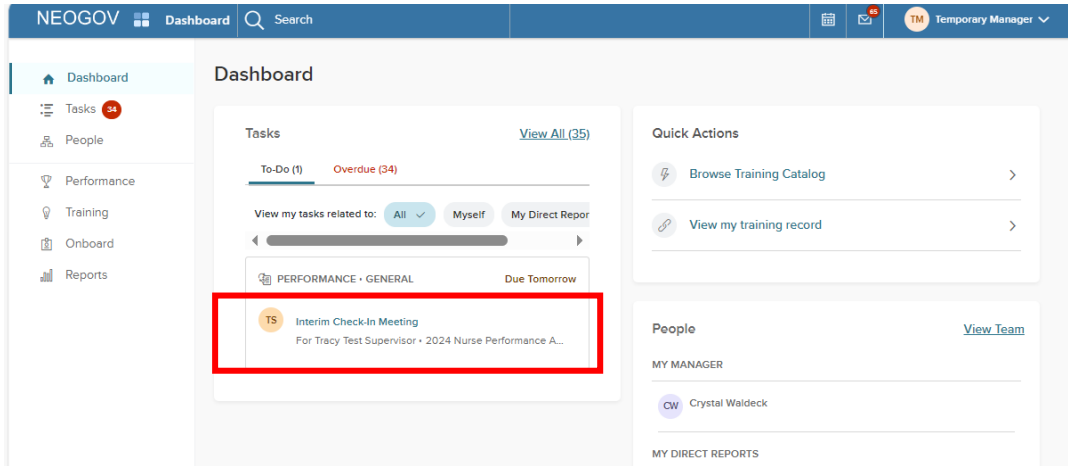 NEOGOV Dashboard Search 65 TM Temporary Manager
Dashboard
Tasks 34
People
Performance
Training
Onboard
Reports
Dashboard
Tasks View All (35)
To-Do (1) Overdue (34)
View my tasks related to: All Myself My Direct Repor
PERFORMANCE • GENERAL Due Tomorrow
TS Interim Check-In Meeting
For Tracy Test Supervisor • 2024 Nurse Performance A...
Quick Actions
Browse Training Catalog
View my training record
People View Team
MY MANAGER
CW Crystal Waldeck
MY DIRECT REPORTS